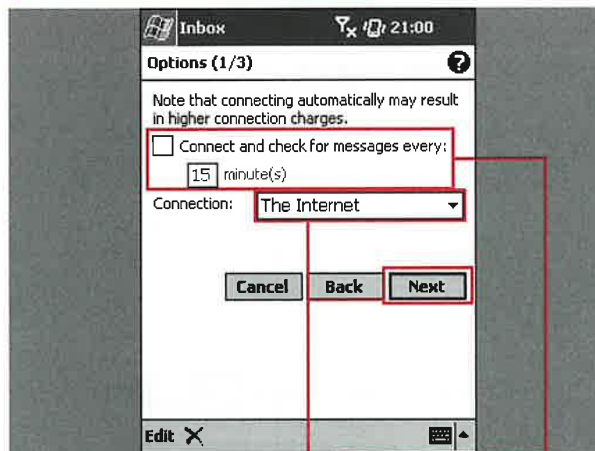 Inbox 21:00
Options (1/3)
Note that connecting automatically may result
in higher connection charges.
Connect and check for messages every:
15 minute(s)
Connection: The Internet
Cancel Back Next
Edit